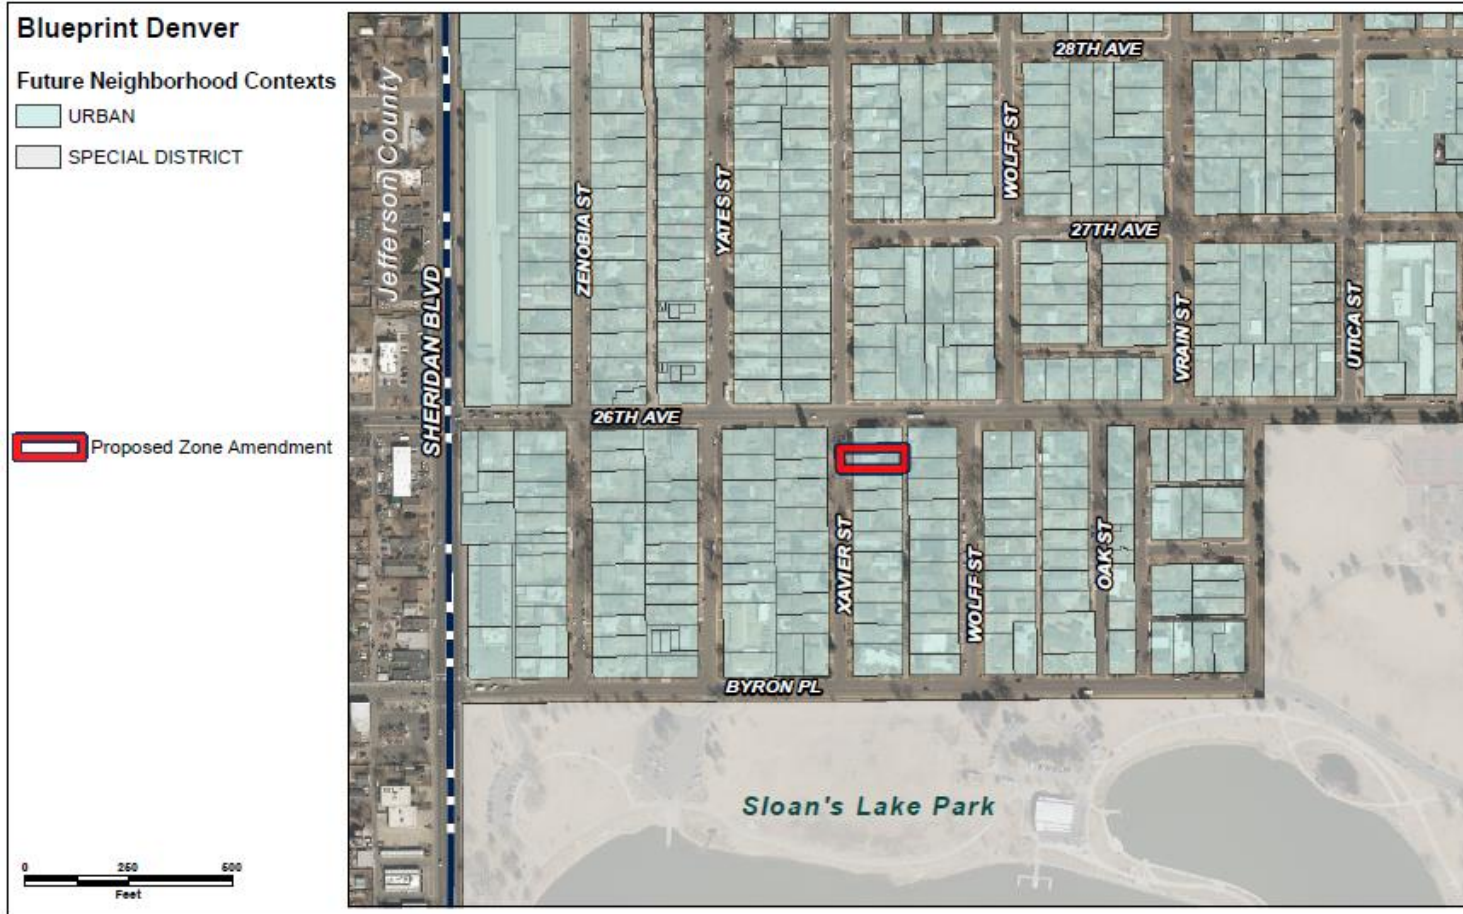 Blueprint Denver
Future Neighborhood Contexts
URBAN
SPECIAL DISTRICT
Proposed Zone Amendment
0 250 500
Feet
Jefferson County
SHERIDAN BLVD
ZENOBIA ST
YATES ST
WOLFF ST
28TH AVE
27TH AVE
VRAIN ST
UTICA ST
26TH AVE
XAVIER ST
WOLFF ST
OAK ST
BYRON PL
Sloan's Lake Park